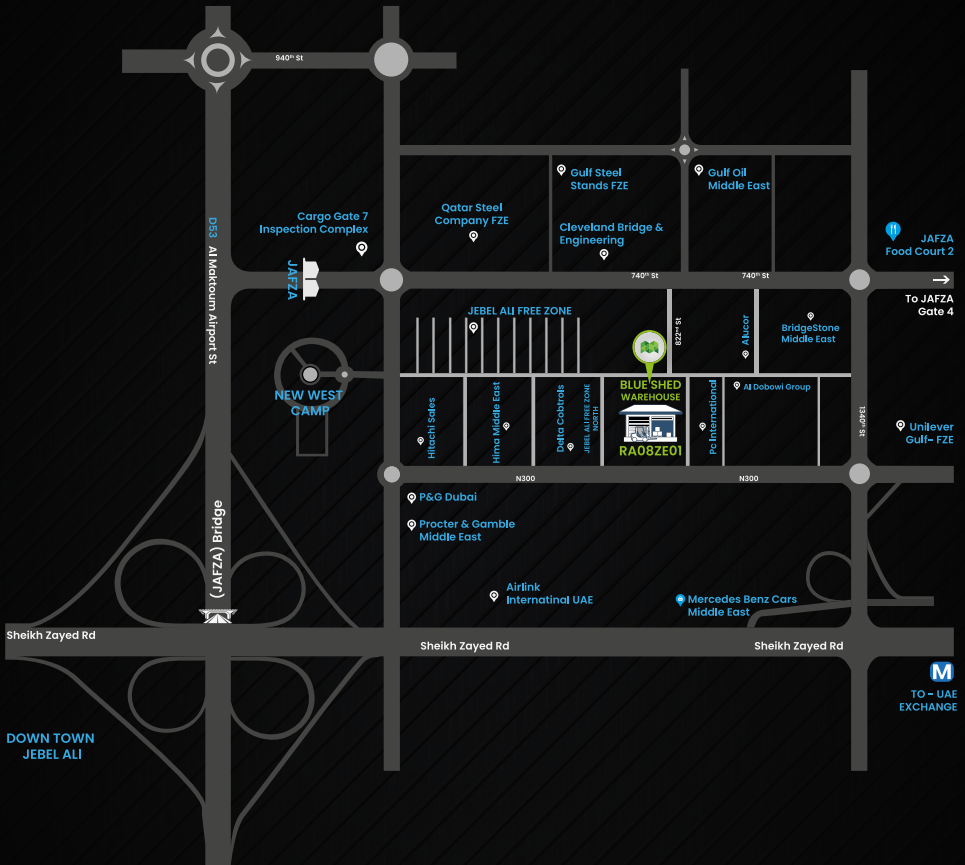 940th St
Gulf Steel
Stands FZE
Gulf Oil
Middle East
Qatar Steel
Company FZE
Cargo Gate 7
Inspection Complex
Cleveland Bridge &
Engineering
D53 Al Maktoum Airport St
JAFZA
Food Court 2
JAFZA
740th St
740th St
To JAFZA
Gate 4
JEBEL ALI FREE ZONE
822nd St
Alucor
BridgeStone
Middle East
NEW WEST
CAMP
Hitachi Sales
Hima Middle East
Delta Cobtrols
JEBEL ALI FREE ZONE
NORTH
BLUE SHED
WAREHOUSE
RA08ZE01
Pc International
Al Dobowi Group
1340th St
Unilever
Gulf- FZE
N300
N300
P&G Dubai
Procter & Gamble
Middle East
(JAFZA) Bridge
Airlink
Internatinal UAE
Mercedes Benz Cars
Middle East
Sheikh Zayed Rd
Sheikh Zayed Rd
Sheikh Zayed Rd
M
TO - UAE
EXCHANGE
DOWN TOWN
JEBEL ALI